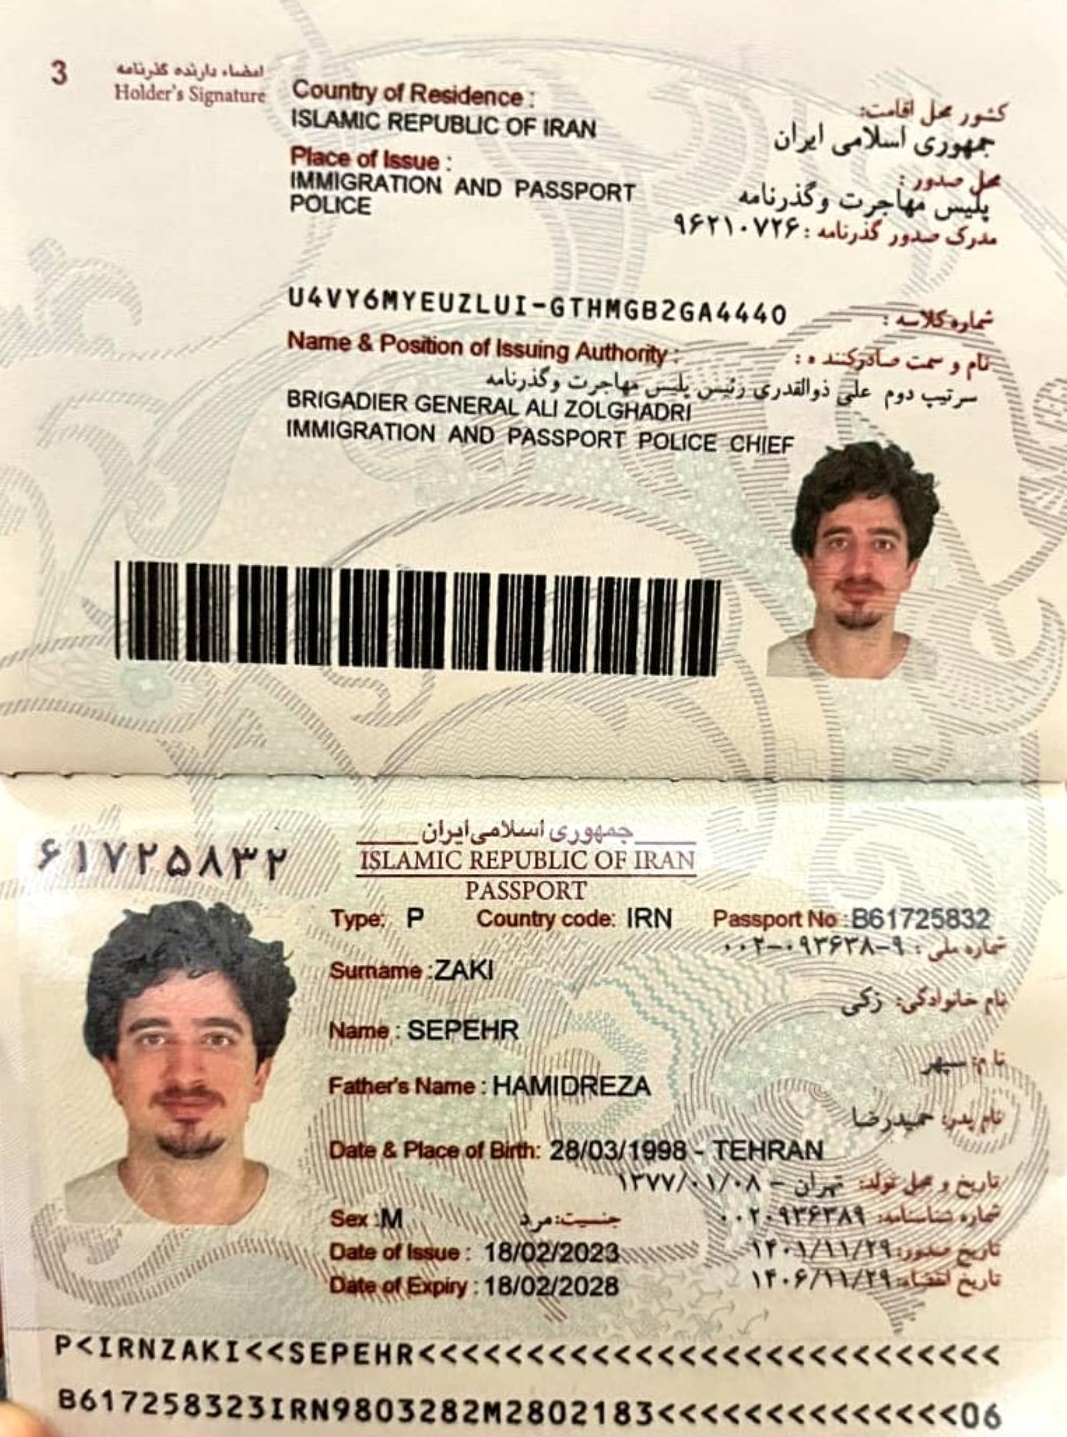 3
امضاء دارنده گذرنامه
Holder's Signature
Country of Residence :
کشور محل اقامت:
ISLAMIC REPUBLIC OF IRAN
جمهوری اسلامی ایران
Place of Issue :
محل صدور :
IMMIGRATION AND PASSPORT
POLICE
پلیس مهاجرت وگذرنامه
مدرک صدور گذرنامه : ۹۶۲۱۰۷۲۶
U4VY6MYEUZLUI-GTHMGB2GA4440
شماره کلاسه :
Name & Position of Issuing Authority :
نام و سمت صادرکننده :
سرتیپ دوم علی ذوالقدری رئیس پلیس مهاجرت وگذرنامه
BRIGADIER GENERAL ALI ZOLGHADRI
IMMIGRATION AND PASSPORT POLICE CHIEF
۶۱۷۲۵۸۳۲
جمهوری اسلامی ایران
ISLAMIC REPUBLIC OF IRAN
PASSPORT
Type: P Country code: IRN Passport No :B61725832
شماره ملی : ۰۰۲-۰۹۳۶۳۸-۹
Surname :ZAKI
نام خانوادگی: زکی
Name : SEPEHR
نام: سپهر
Father's Name : HAMIDREZA
نام پدر: حمیدرضا
Date & Place of Birth: 28/03/1998 - TEHRAN
تاریخ و محل تولد: تهران - ۱۳۷۷/۰۱/۰۸
Sex :M جنسیت:مرد
شماره شناسنامه: ۰۰۲۰۹۳۶۳۸۹
Date of Issue : 18/02/2023
تاریخ صدور: ۱۴۰۱/۱۱/۲۹
Date of Expiry : 18/02/2028
تاریخ انقضاء: ۱۴۰۶/۱۱/۲۹
P<IRNZAKI<<SEPEHR<<<<<<<<<<<<<<<<<<<<<<<<<<<
B617258323IRN9803282M2802183<<<<<<<<<<<<<<06